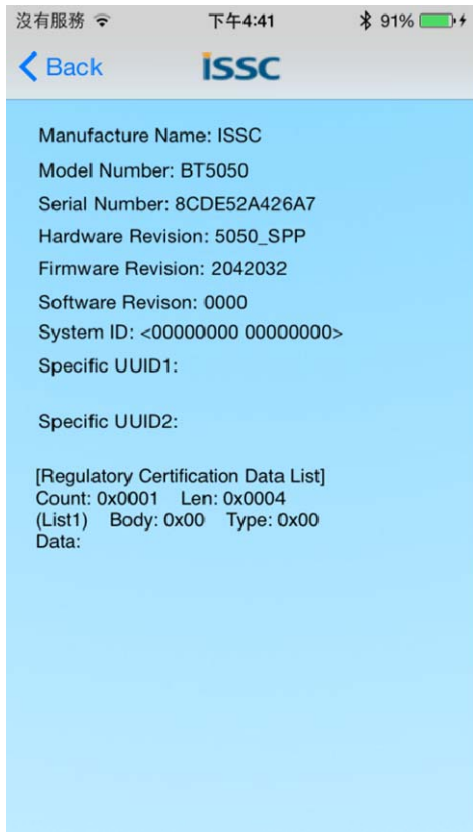 沒有服務 下午4:41 91%
Back ISSC
Manufacture Name: ISSC
Model Number: BT5050
Serial Number: 8CDE52A426A7
Hardware Revision: 5050_SPP
Firmware Revision: 2042032
Software Revison: 0000
System ID: <00000000 00000000>
Specific UUID1:
Specific UUID2:
[Regulatory Certification Data List]
Count: 0x0001 Len: 0x0004
(List1) Body: 0x00 Type: 0x00
Data: